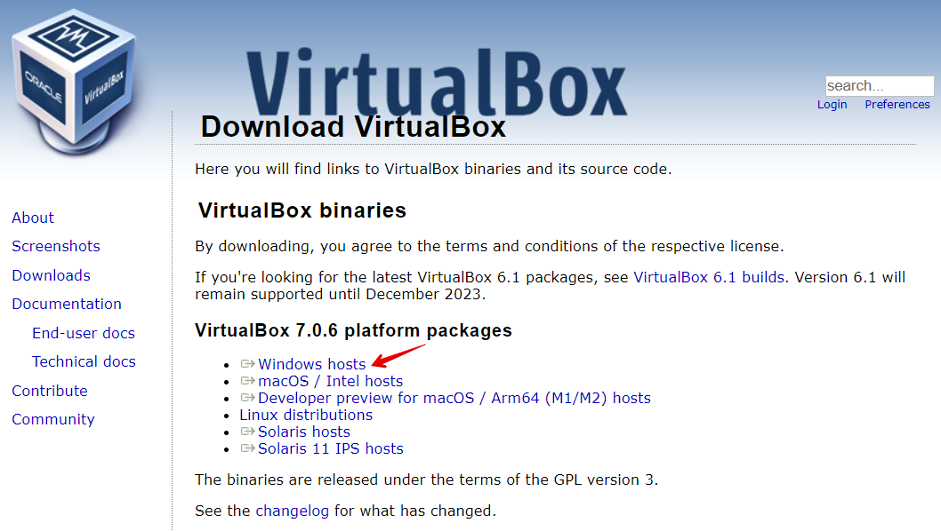 ORACLE
VirtualBox
VirtualBox
search...
Login Preferences
Download VirtualBox
Here you will find links to VirtualBox binaries and its source code.
About
Screenshots
Downloads
Documentation
End-user docs
Technical docs
Contribute
Community
VirtualBox binaries
By downloading, you agree to the terms and conditions of the respective license.
If you're looking for the latest VirtualBox 6.1 packages, see VirtualBox 6.1 builds. Version 6.1 will
remain supported until December 2023.
VirtualBox 7.0.6 platform packages
Windows hosts
macOS / Intel hosts
Developer preview for macOS / Arm64 (M1/M2) hosts
Linux distributions
Solaris hosts
Solaris 11 IPS hosts
The binaries are released under the terms of the GPL version 3.
See the changelog for what has changed.